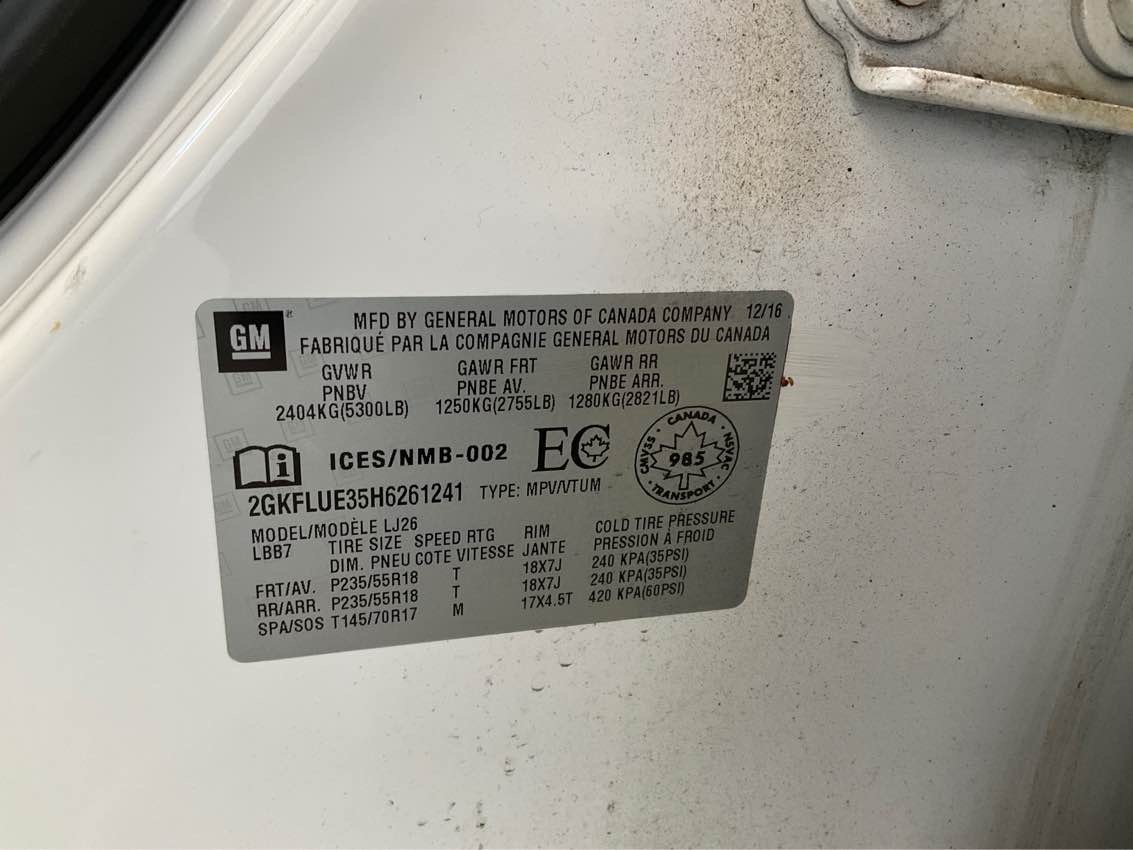 GM
MFD BY GENERAL MOTORS OF CANADA COMPANY 12/16
FABRIQUÉ PAR LA COMPAGNIE GENERAL MOTORS DU CANADA
GVWR GAWR FRT GAWR RR
PNBV PNBE AV. PNBE ARR.
2404KG(5300LB) 1250KG(2755LB) 1280KG(2821LB)
i ICES/NMB-002 EC
CANADA
CMVSS 985 NSVAC
TRANSPORT
2GKFLUE35H6261241 TYPE: MPV/VTUM
MODEL/MODÈLE LJ26
LBB7 TIRE SIZE SPEED RTG RIM COLD TIRE PRESSURE
DIM. PNEU COTE VITESSE JANTE PRESSION À FROID
FRT/AV. P235/55R18 T 18X7J 240 KPA(35PSI)
RR/ARR. P235/55R18 T 18X7J 240 KPA(35PSI)
SPA/SOS T145/70R17 M 17X4.5T 420 KPA(60PSI)